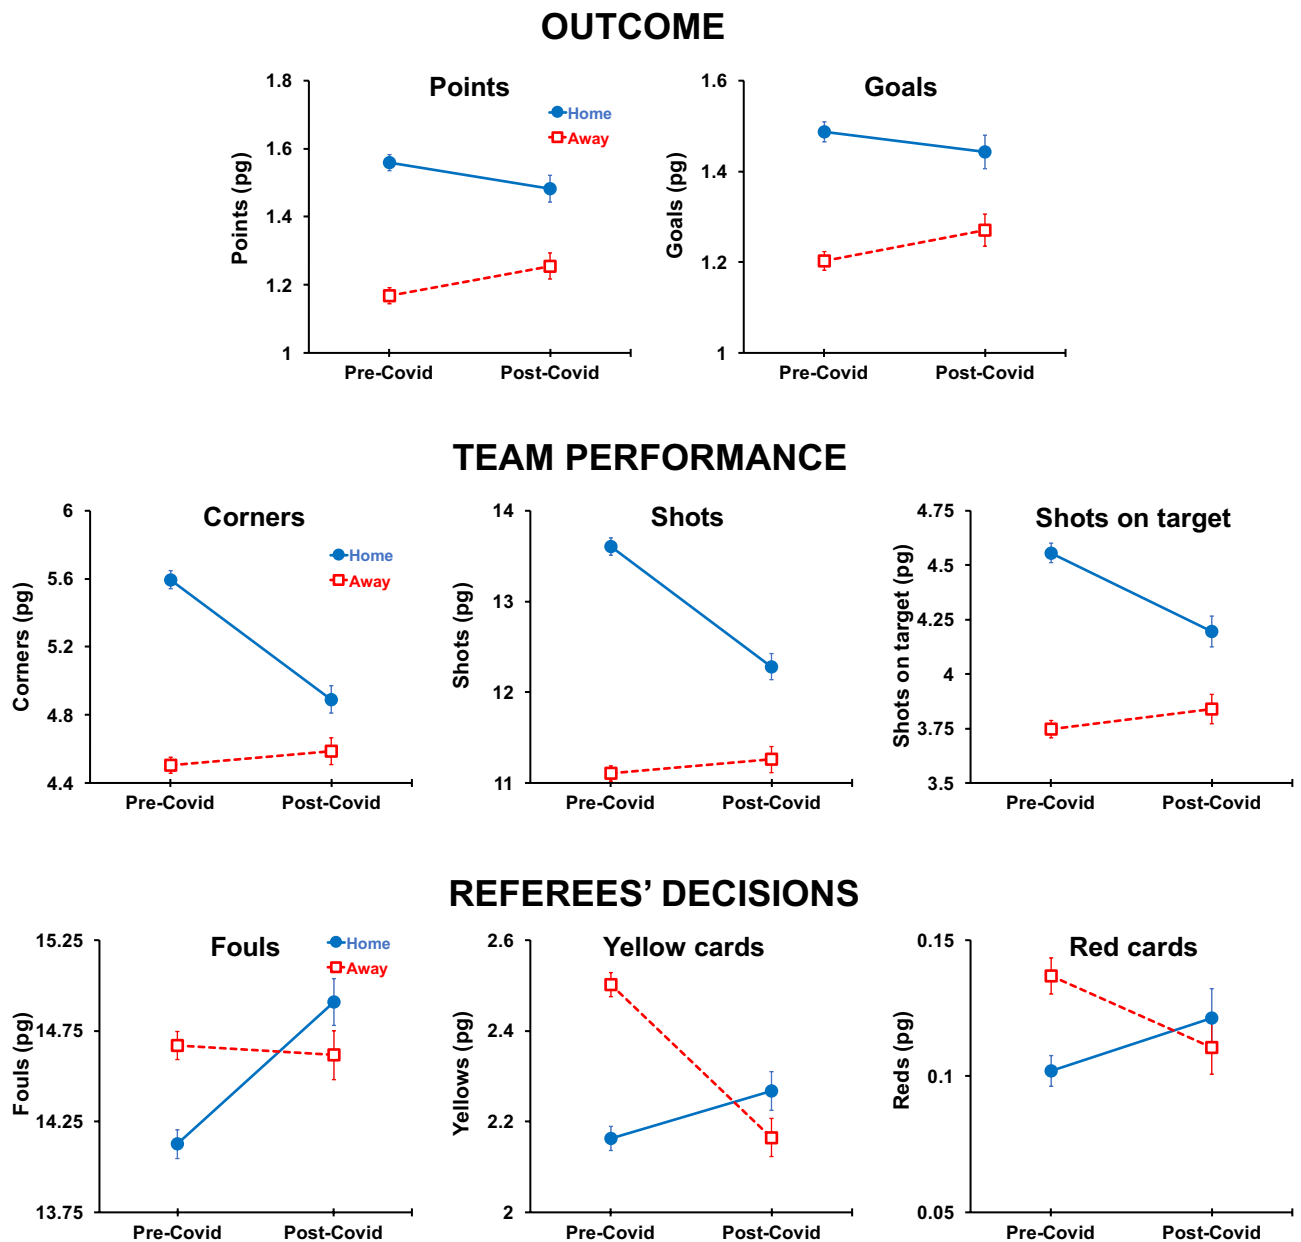 OUTCOME
Points
Home
Away
Points (pg)
1.8
1.6
1.4
1.2
1
Pre-Covid
Post-Covid
Goals
Goals (pg)
1.6
1.4
1.2
1
Pre-Covid
Post-Covid
TEAM PERFORMANCE
Corners
Home
Away
Corners (pg)
6
5.6
5.2
4.8
4.4
Pre-Covid
Post-Covid
Shots
Shots (pg)
14
13
12
11
Pre-Covid
Post-Covid
Shots on target
Shots on target (pg)
4.75
4.5
4.25
4
3.75
3.5
Pre-Covid
Post-Covid
REFEREES’ DECISIONS
Fouls
Home
Away
Fouls (pg)
15.25
14.75
14.25
13.75
Pre-Covid
Post-Covid
Yellow cards
Yellows (pg)
2.6
2.4
2.2
2
Pre-Covid
Post-Covid
Red cards
Reds (pg)
0.15
0.1
0.05
Pre-Covid
Post-Covid